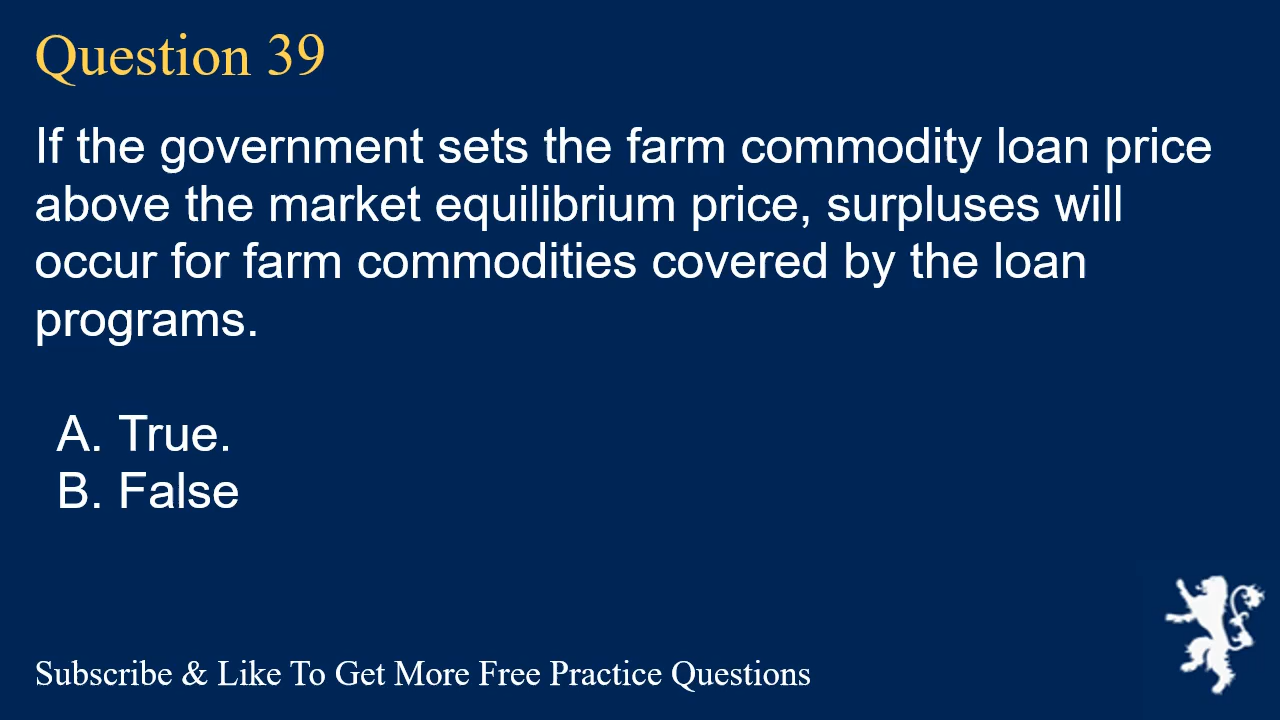 Question 39
If the government sets the farm commodity loan price
above the market equilibrium price, surpluses will
occur for farm commodities covered by the loan
programs.
A. True.
B. False
Subscribe & Like To Get More Free Practice Questions